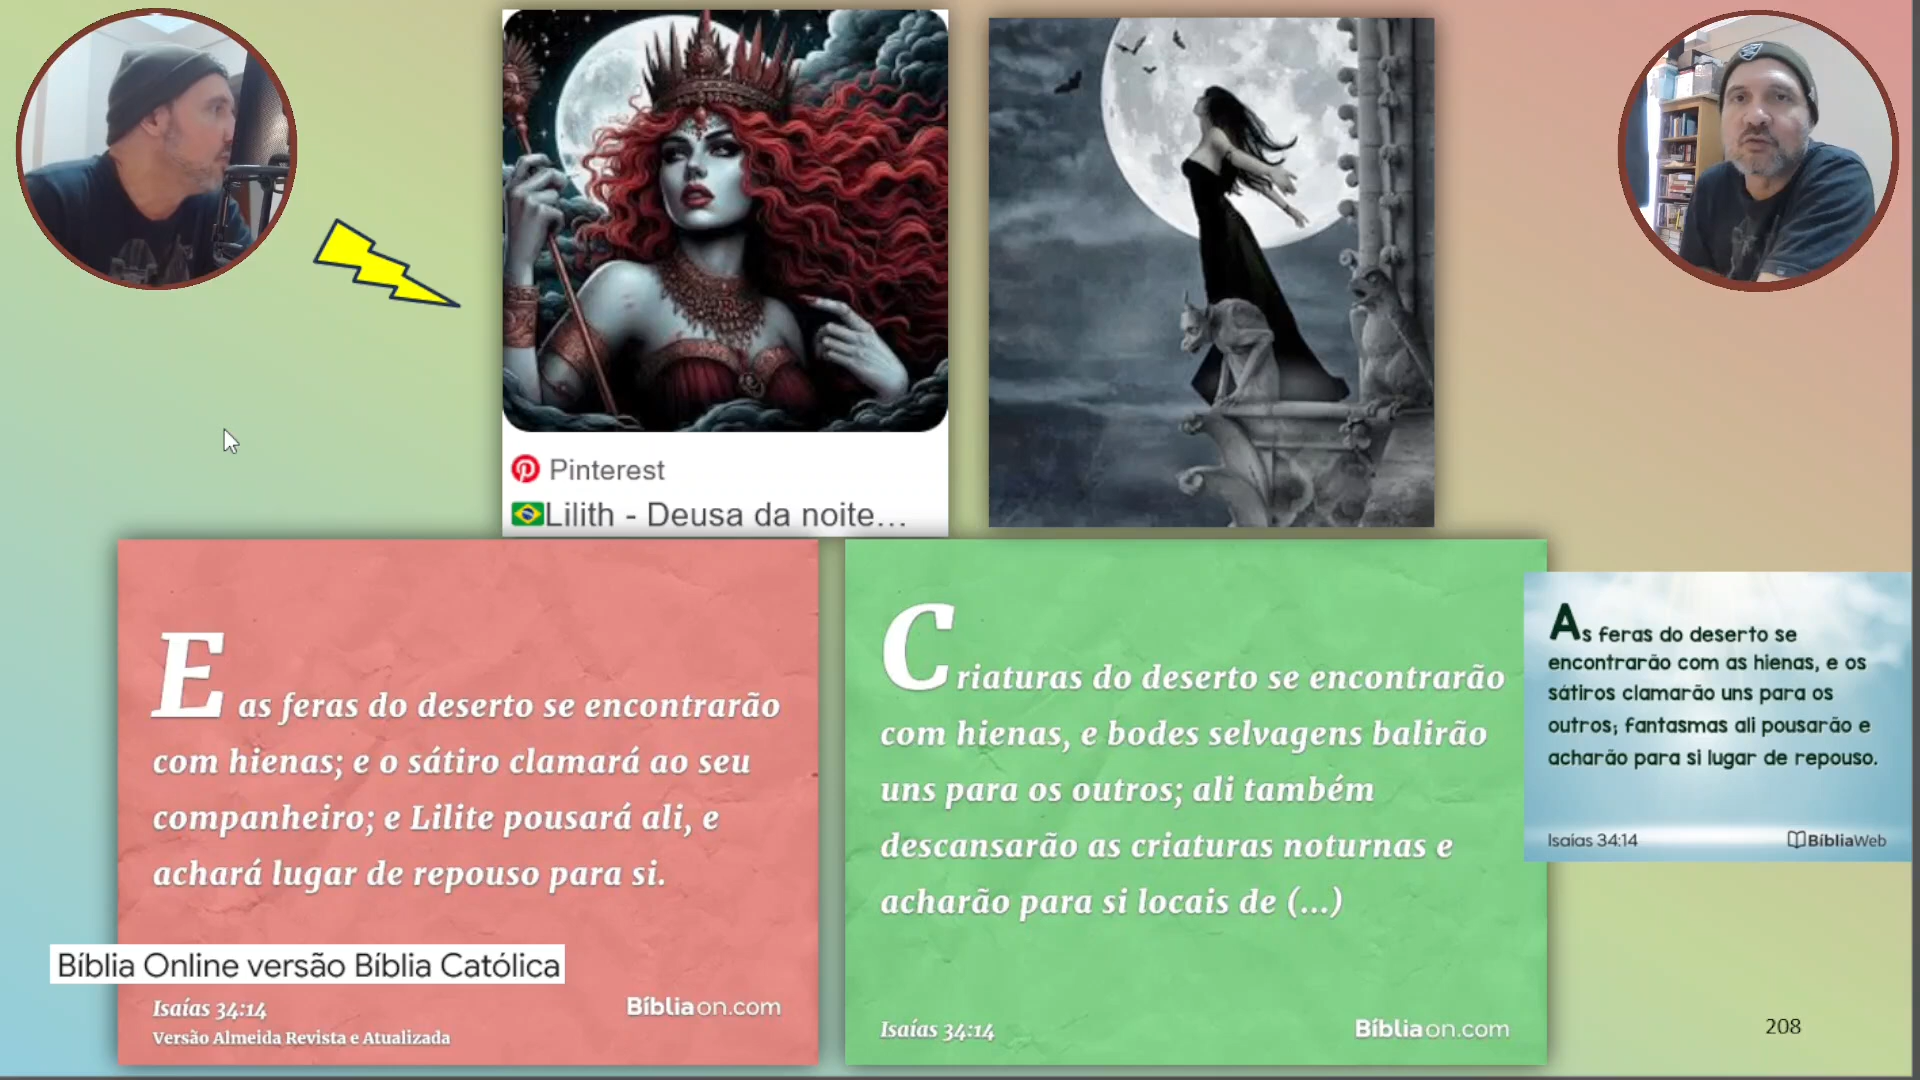 Pinterest
Lilith - Deusa da noite...
E as feras do deserto se encontrarão
com hienas; e o sátiro clamará ao seu
companheiro; e Lilite pousará ali, e
achará lugar de repouso para si.
Bíblia Online versão Bíblia Católica
Isaías 34:14
Versão Almeida Revista e Atualizada
Bíbliaon.com
Criaturas do deserto se encontrarão
com hienas, e bodes selvagens balirão
uns para os outros; ali também
descansarão as criaturas noturnas e
acharão para si locais de (...)
Isaías 34:14
Bíbliaon.com
As feras do deserto se
encontrarão com as hienas, e os
sátiros clamarão uns para os
outros; fantasmas ali pousarão e
acharão para si lugar de repouso.
Isaías 34:14
BíbliaWeb
208